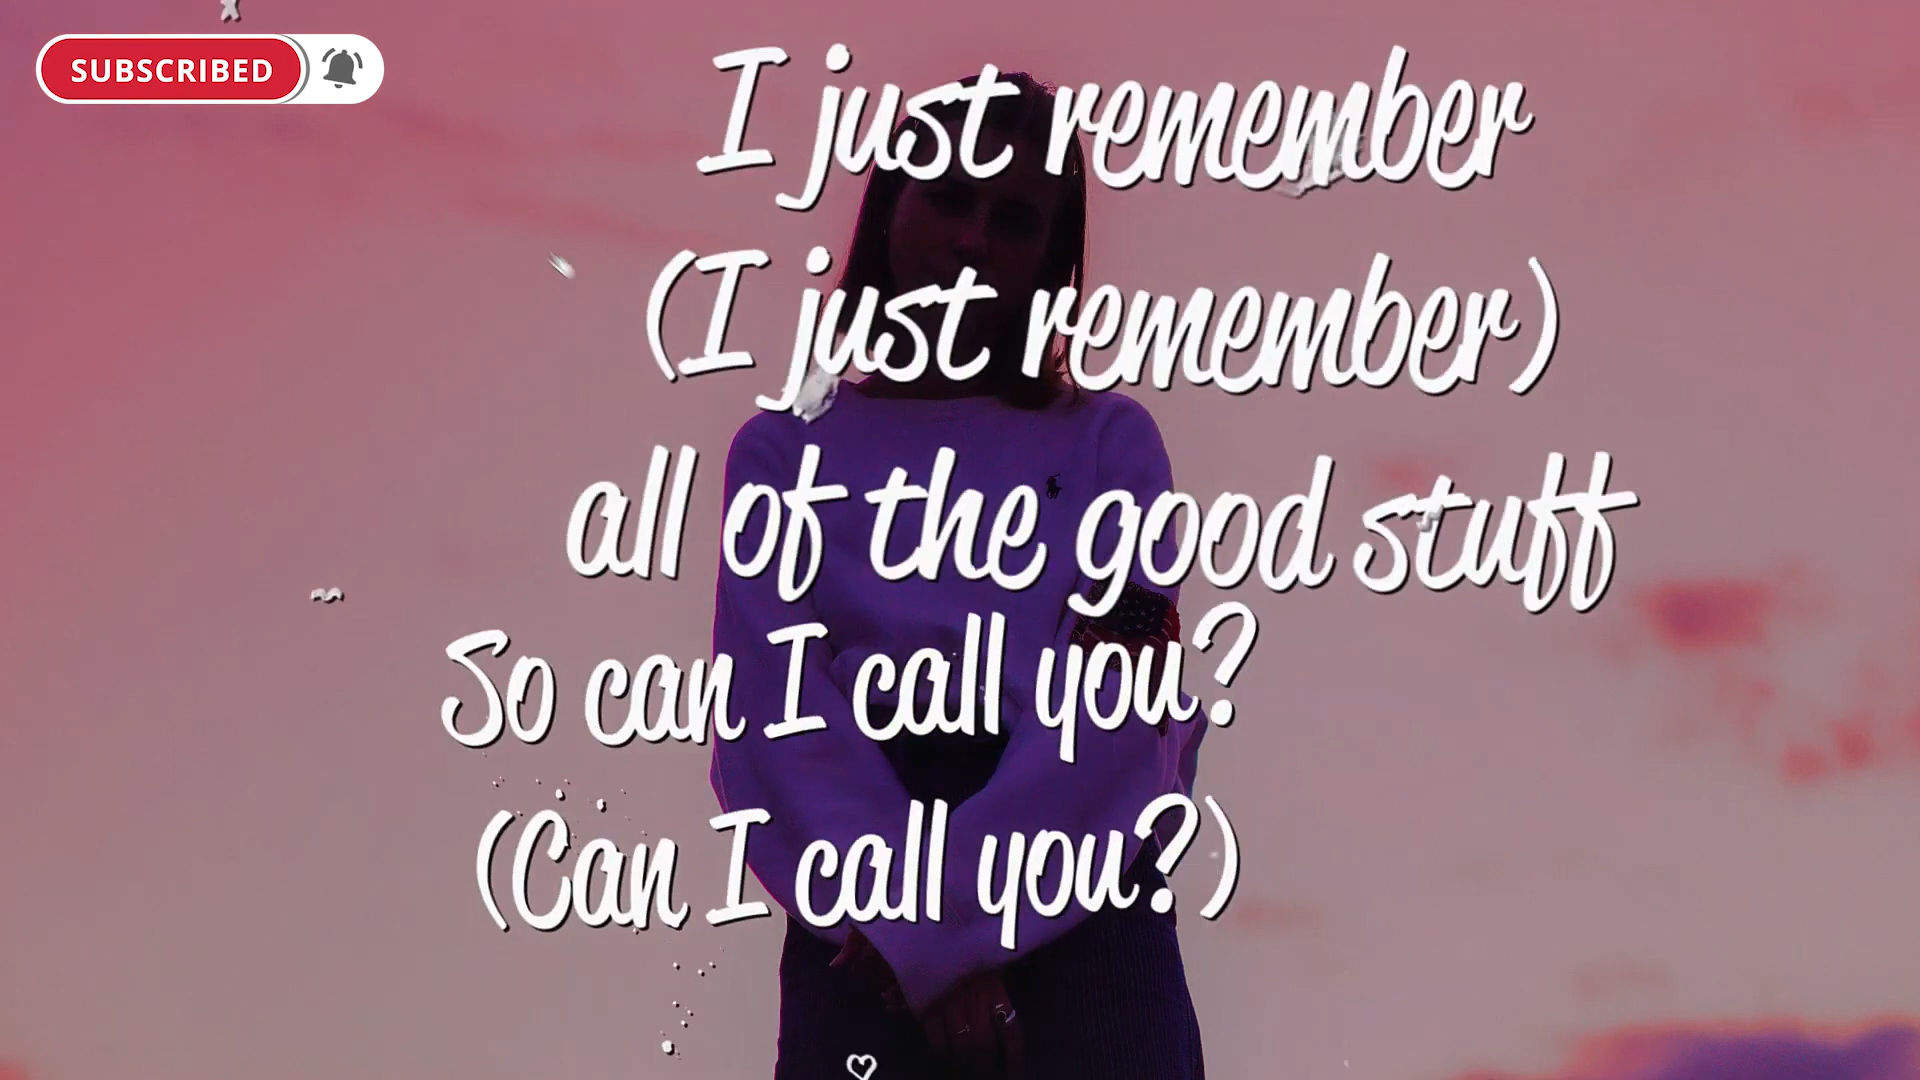 SUBSCRIBED
I just remember
(I just remember)
all of the good stuff
So can I call you?
(Can I call you?)